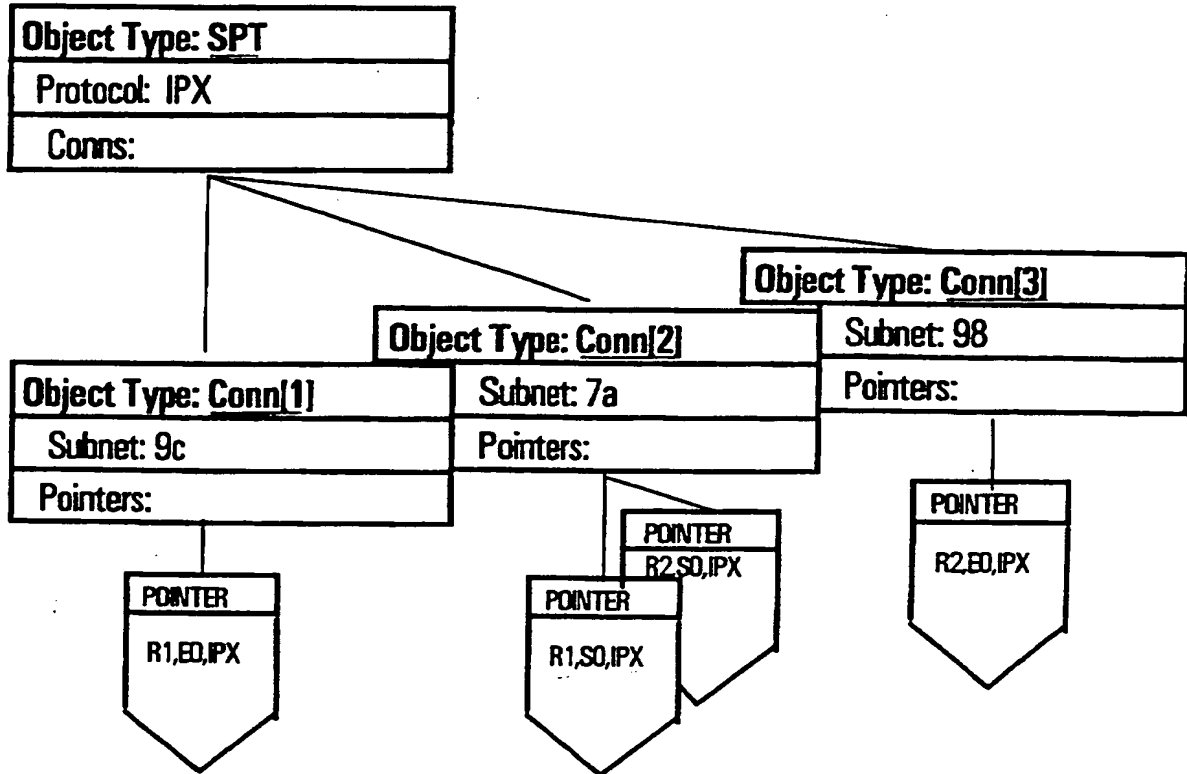 Object Type: SPT
Protocol: IPX
Conns:
Object Type: Conn[3]
Subnet: 98
Pointers:
Object Type: Conn[2]
Subnet: 7a
Pointers:
Object Type: Conn[1]
Subnet: 9c
Pointers:
POINTER
R2,E0,IPX
POINTER
R2,S0,IPX
POINTER
R1,S0,IPX
POINTER
R1,E0,IPX